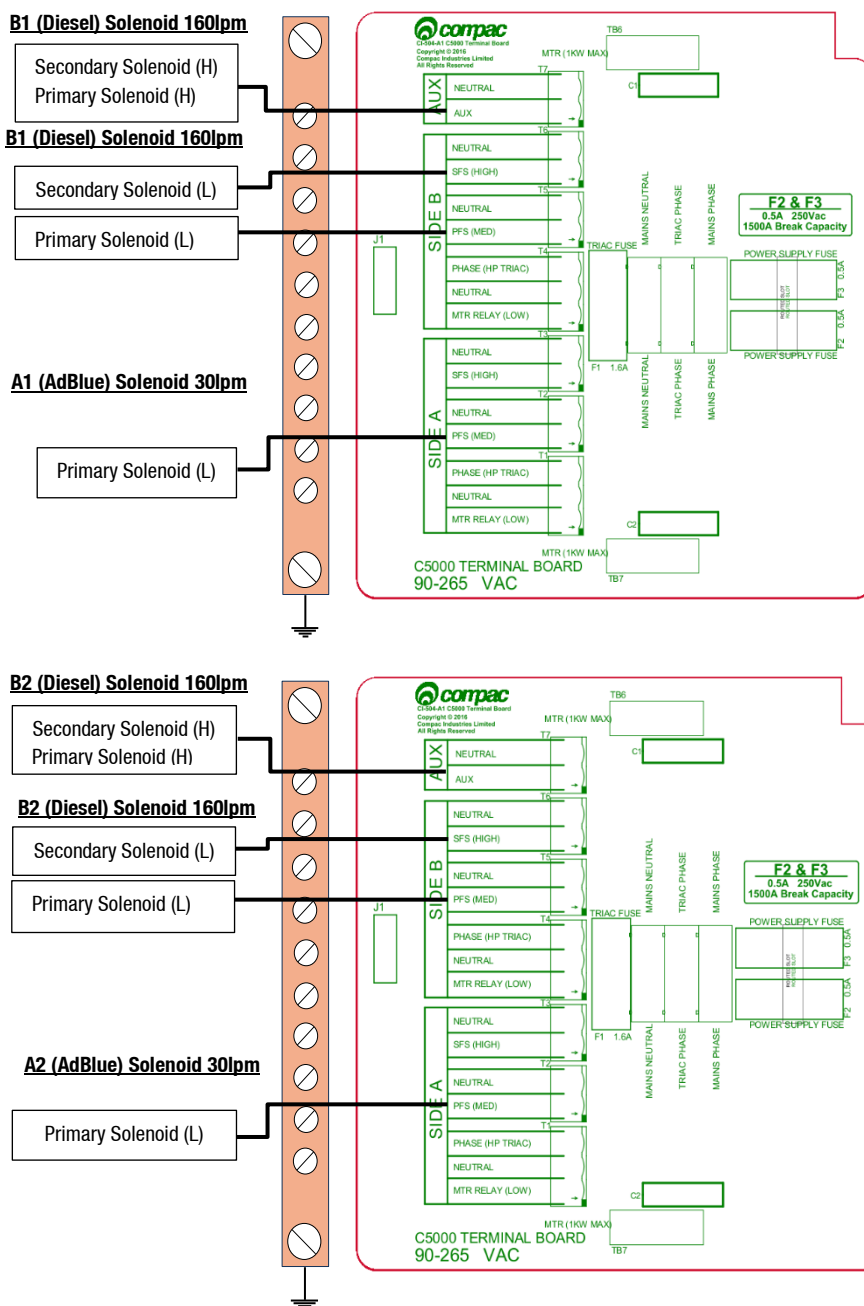 B1 (Diesel) Solenoid 160lpm
Secondary Solenoid (H)
Primary Solenoid (H)
B1 (Diesel) Solenoid 160lpm
Secondary Solenoid (L)
Primary Solenoid (L)
A1 (AdBlue) Solenoid 30lpm
Primary Solenoid (L)
compac
CI-504-A1 C5000 Terminal Board
Copyright © 2016
Compac Industries Limited
All Rights Reserved
TB6
MTR (1KW MAX)
C1
AUX
T7
NEUTRAL
AUX
SIDE B
T6
NEUTRAL
SFS (HIGH)
T5
NEUTRAL
PFS (MED)
T4
PHASE (HP TRIAC)
NEUTRAL
MTR RELAY (LOW)
J1
SIDE A
T3
NEUTRAL
SFS (HIGH)
T2
NEUTRAL
PFS (MED)
T1
PHASE (HP TRIAC)
NEUTRAL
MTR RELAY (LOW)
TRIAC FUSE
F1 1.6A
MAINS NEUTRAL
TRIAC PHASE
MAINS PHASE
MAINS NEUTRAL
TRIAC PHASE
MAINS PHASE
F2 & F3
0.5A 250Vac
1500A Break Capacity
POWER SUPPLY FUSE
F3 0.5A
ROUTED SLOT
ROUTED SLOT
F2 0.5A
POWER SUPPLY FUSE
C2
MTR (1KW MAX)
TB7
C5000 TERMINAL BOARD
90-265 VAC
B2 (Diesel) Solenoid 160lpm
Secondary Solenoid (H)
Primary Solenoid (H)
B2 (Diesel) Solenoid 160lpm
Secondary Solenoid (L)
Primary Solenoid (L)
A2 (AdBlue) Solenoid 30lpm
Primary Solenoid (L)
compac
CI-504-A1 C5000 Terminal Board
Copyright © 2016
Compac Industries Limited
All Rights Reserved
TB6
MTR (1KW MAX)
C1
AUX
T7
NEUTRAL
AUX
SIDE B
T6
NEUTRAL
SFS (HIGH)
T5
NEUTRAL
PFS (MED)
T4
PHASE (HP TRIAC)
NEUTRAL
MTR RELAY (LOW)
J1
SIDE A
T3
NEUTRAL
SFS (HIGH)
T2
NEUTRAL
PFS (MED)
T1
PHASE (HP TRIAC)
NEUTRAL
MTR RELAY (LOW)
TRIAC FUSE
F1 1.6A
MAINS NEUTRAL
TRIAC PHASE
MAINS PHASE
MAINS NEUTRAL
TRIAC PHASE
MAINS PHASE
F2 & F3
0.5A 250Vac
1500A Break Capacity
POWER SUPPLY FUSE
F3 0.5A
ROUTED SLOT
ROUTED SLOT
F2 0.5A
POWER SUPPLY FUSE
C2
MTR (1KW MAX)
TB7
C5000 TERMINAL BOARD
90-265 VAC